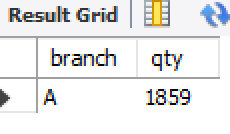 Result Grid
branch qty
A 1859